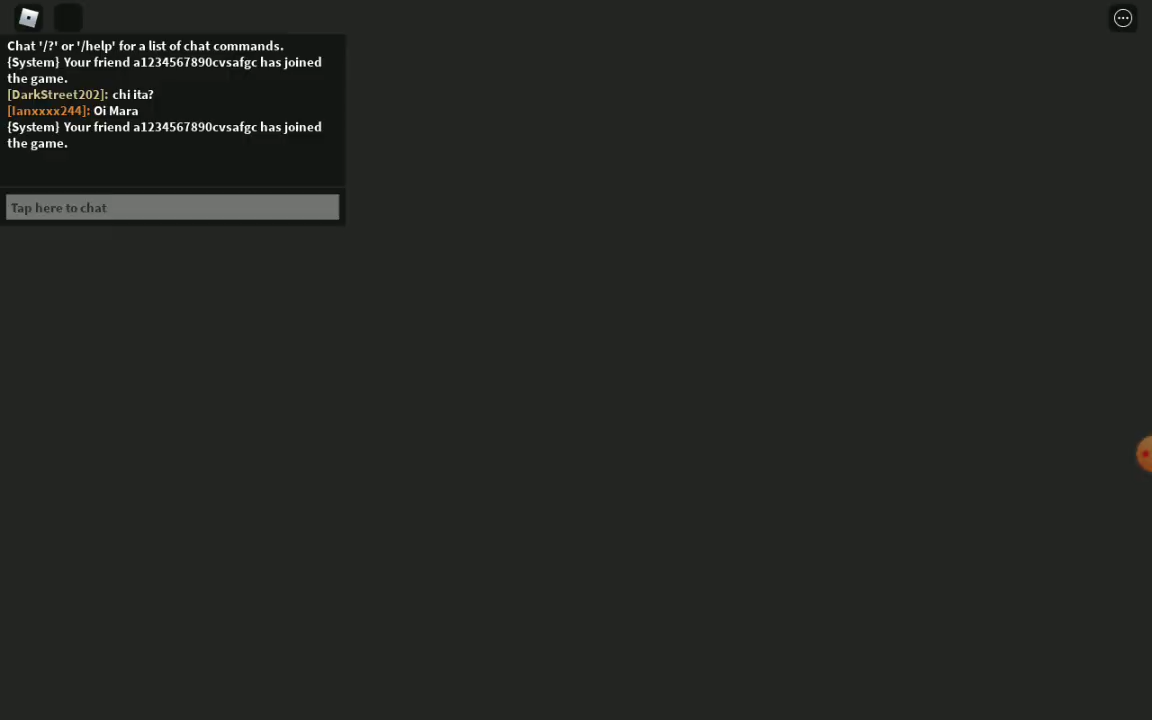 Chat '/?' or '/help' for a list of chat commands.
{System} Your friend a1234567890cvsafgc has joined
the game.
[DarkStreet202]: chi ita?
[Ianxxxx244]: Oi Mara
{System} Your friend a1234567890cvsafgc has joined
the game.
Tap here to chat